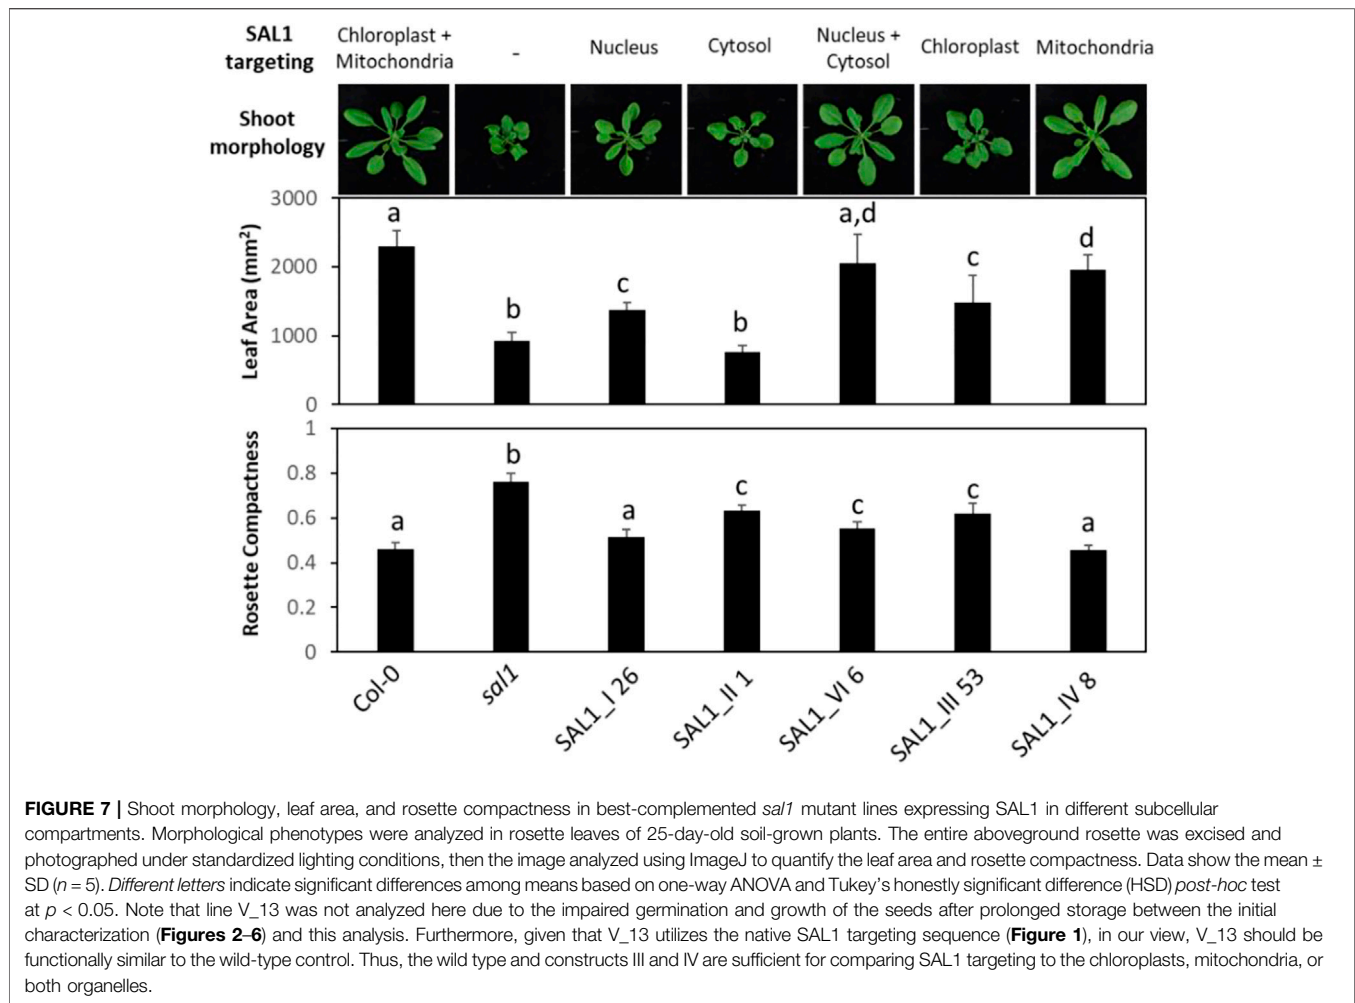 SAL1 targeting
Chloroplast + Mitochondria
-
Nucleus
Cytosol
Nucleus + Cytosol
Chloroplast
Mitochondria
Shoot morphology
Leaf Area (mm²)
3000
2000
1000
0
a
b
c
b
a,d
c
d
Rosette Compactness
1
0.8
0.6
0.4
0.2
0
a
b
a
c
c
c
a
Col-0
sal1
SAL1_I 26
SAL1_II 1
SAL1_VI 6
SAL1_III 53
SAL1_IV 8
FIGURE 7 | Shoot morphology, leaf area, and rosette compactness in best-complemented sal1 mutant lines expressing SAL1 in different subcellular
compartments. Morphological phenotypes were analyzed in rosette leaves of 25-day-old soil-grown plants. The entire aboveground rosette was excised and
photographed under standardized lighting conditions, then the image analyzed using ImageJ to quantify the leaf area and rosette compactness. Data show the mean ±
SD (n = 5). Different letters indicate significant differences among means based on one-way ANOVA and Tukey's honestly significant difference (HSD) post-hoc test
at p < 0.05. Note that line V_13 was not analyzed here due to the impaired germination and growth of the seeds after prolonged storage between the initial
characterization (Figures 2–6) and this analysis. Furthermore, given that V_13 utilizes the native SAL1 targeting sequence (Figure 1), in our view, V_13 should be
functionally similar to the wild-type control. Thus, the wild type and constructs III and IV are sufficient for comparing SAL1 targeting to the chloroplasts, mitochondria, or
both organelles.